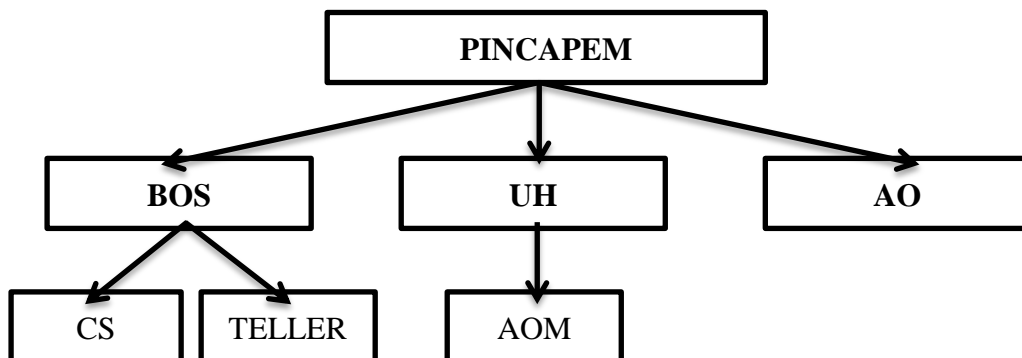 PINCAPEM
BOS
UH
AO
CS
TELLER
AOM